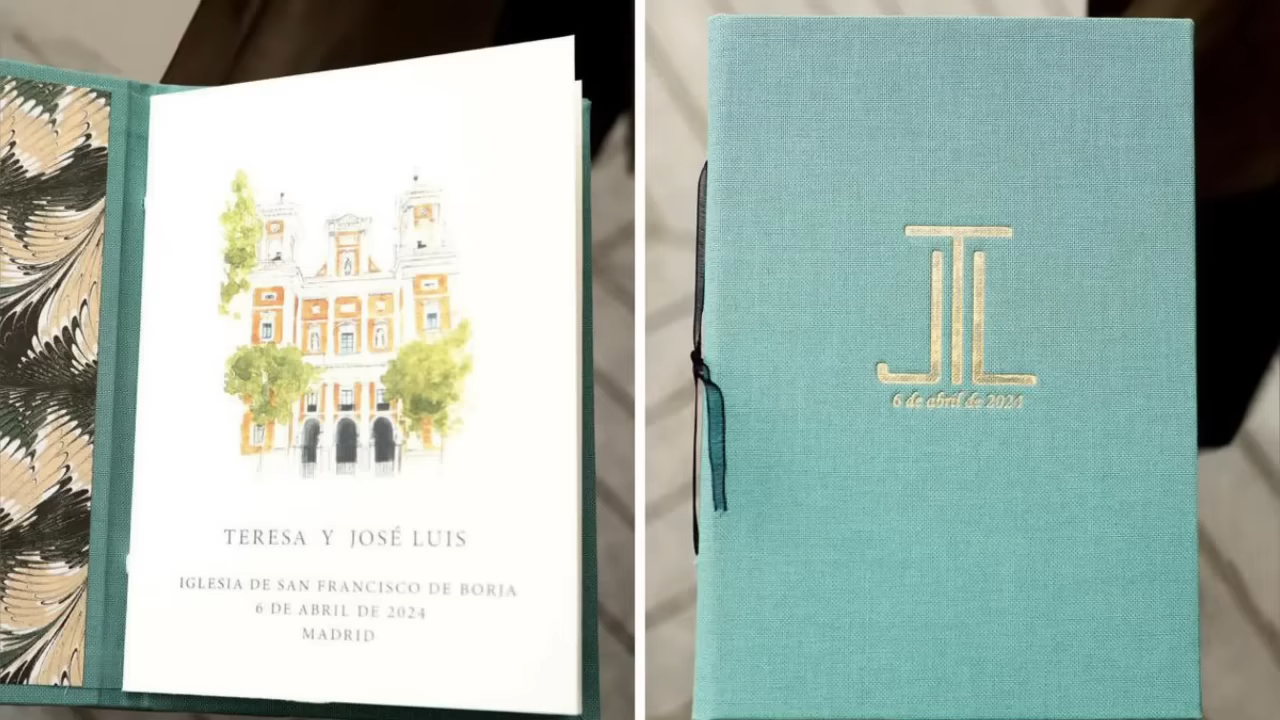 TERESA Y JOSÉ LUIS
IGLESIA DE SAN FRANCISCO DE BORJA
6 DE ABRIL DE 2024
MADRID
JTL
6 de abril de 2024